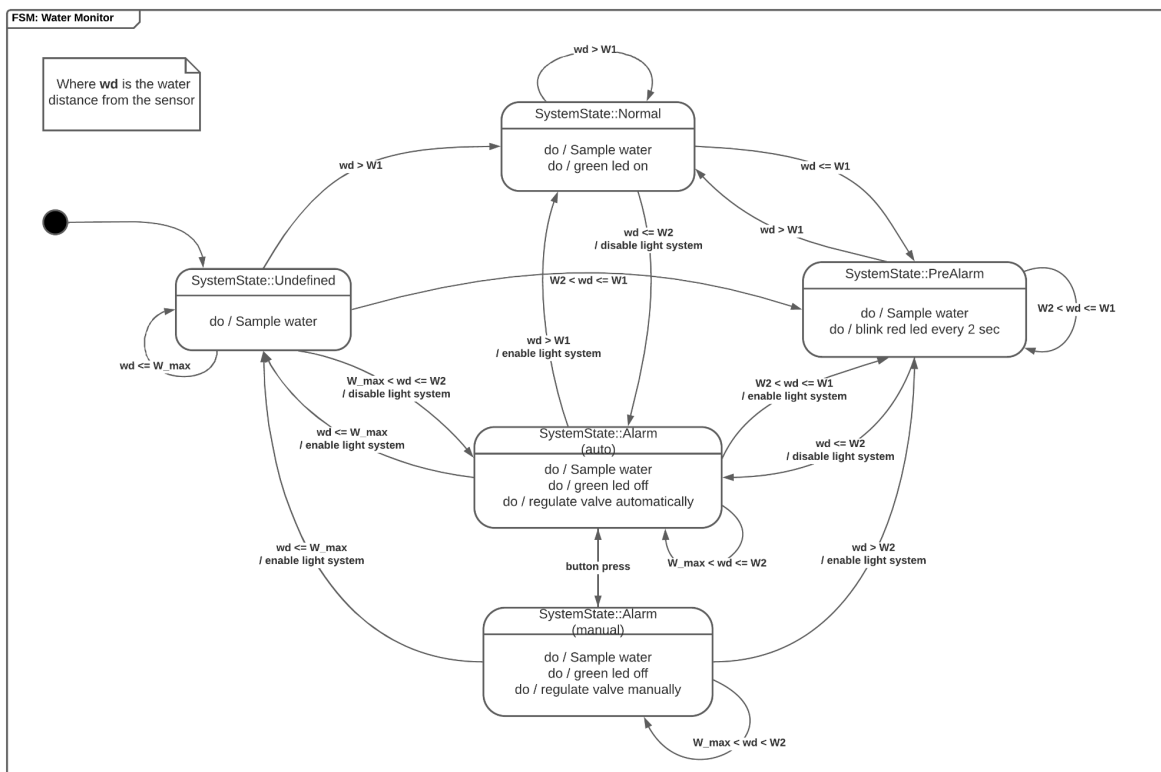 FSM: Water Monitor
Where wd is the water
distance from the sensor
wd > W1
SystemState::Normal
do / Sample water
do / green led on
wd > W1
wd <= W1
wd > W1
wd <= W2
/ disable light system
SystemState::Undefined
do / Sample water
wd <= W_max
W2 < wd <= W1
SystemState::PreAlarm
do / Sample water
do / blink red led every 2 sec
W2 < wd <= W1
wd > W1
/ enable light system
W_max < wd <= W2
/ disable light system
W2 < wd <= W1
/ enable light system
wd <= W_max
/ enable light system
wd <= W2
/ disable light system
SystemState::Alarm
(auto)
do / Sample water
do / green led off
do / regulate valve automatically
wd <= W_max
/ enable light system
button press
W_max < wd <= W2
wd > W2
/ enable light system
SystemState::Alarm
(manual)
do / Sample water
do / green led off
do / regulate valve manually
W_max < wd < W2